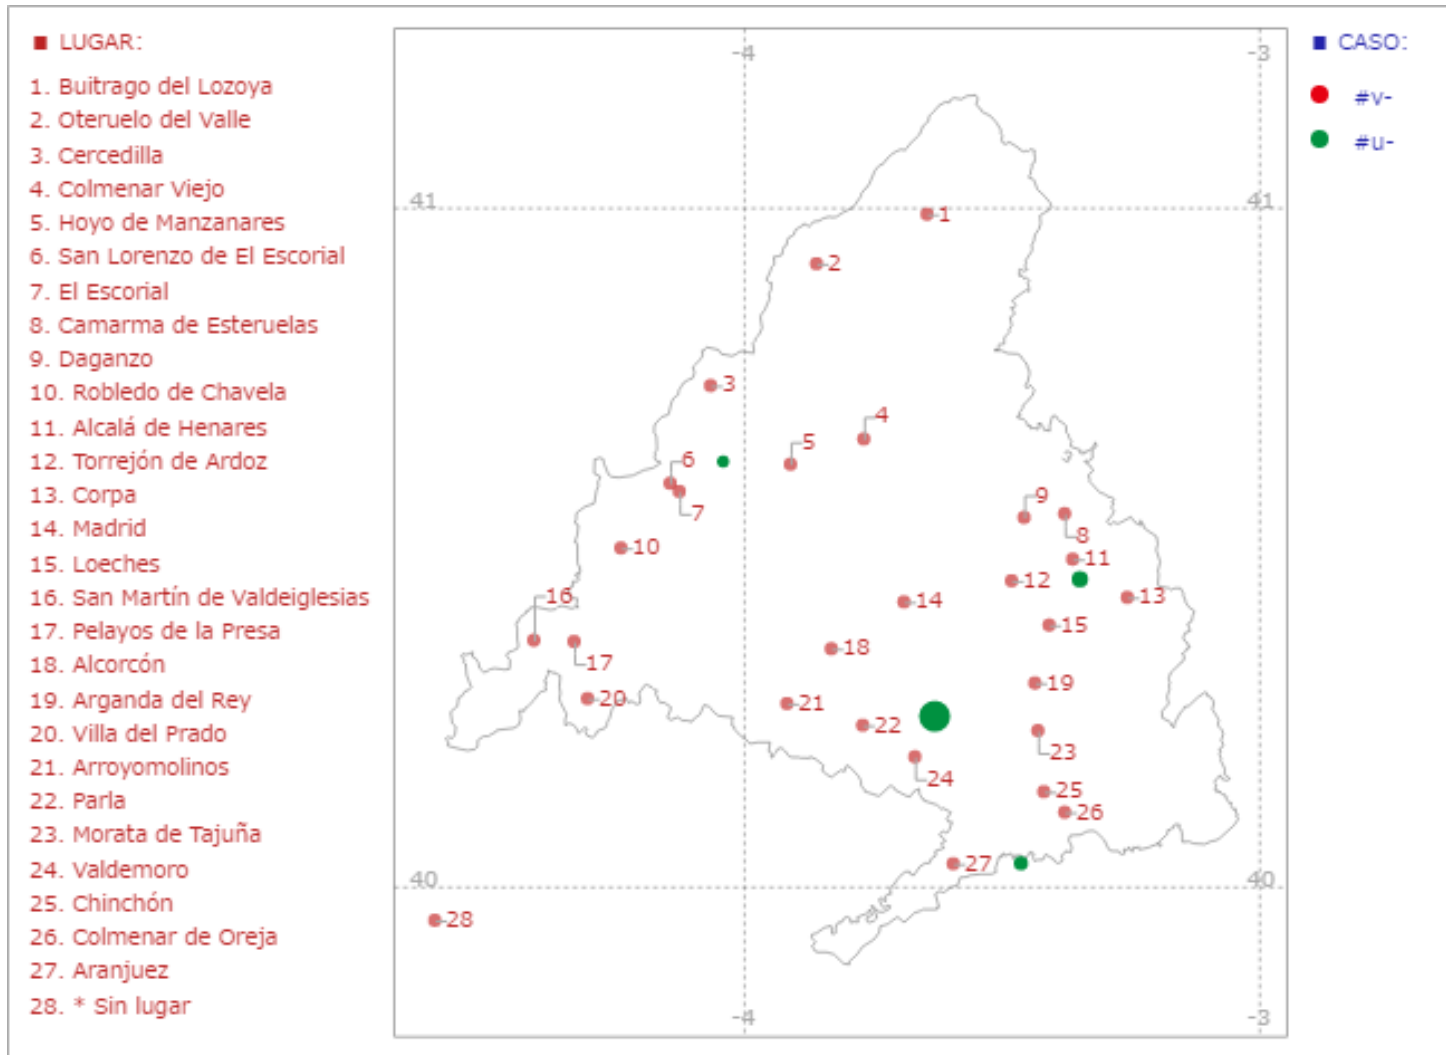 LUGAR:
1. Buitrago del Lozoya
2. Oteruelo del Valle
3. Cercedilla
4. Colmenar Viejo
5. Hoyo de Manzanares
6. San Lorenzo de El Escorial
7. El Escorial
8. Camarma de Esteruelas
9. Daganzo
10. Robledo de Chavela
11. Alcalá de Henares
12. Torrejón de Ardoz
13. Corpa
14. Madrid
15. Loeches
16. San Martín de Valdeiglesias
17. Pelayos de la Presa
18. Alcorcón
19. Arganda del Rey
20. Villa del Prado
21. Arroyomolinos
22. Parla
23. Morata de Tajuña
24. Valdemoro
25. Chinchón
26. Colmenar de Oreja
27. Aranjuez
28. * Sin lugar
-4
-3
41
41
1
2
3
4
5
6
7
9
8
10
11
12
13
14
15
16
17
18
19
20
21
22
23
24
25
26
27
40
40
28
-4
-3
CASO:
#v-
#u-